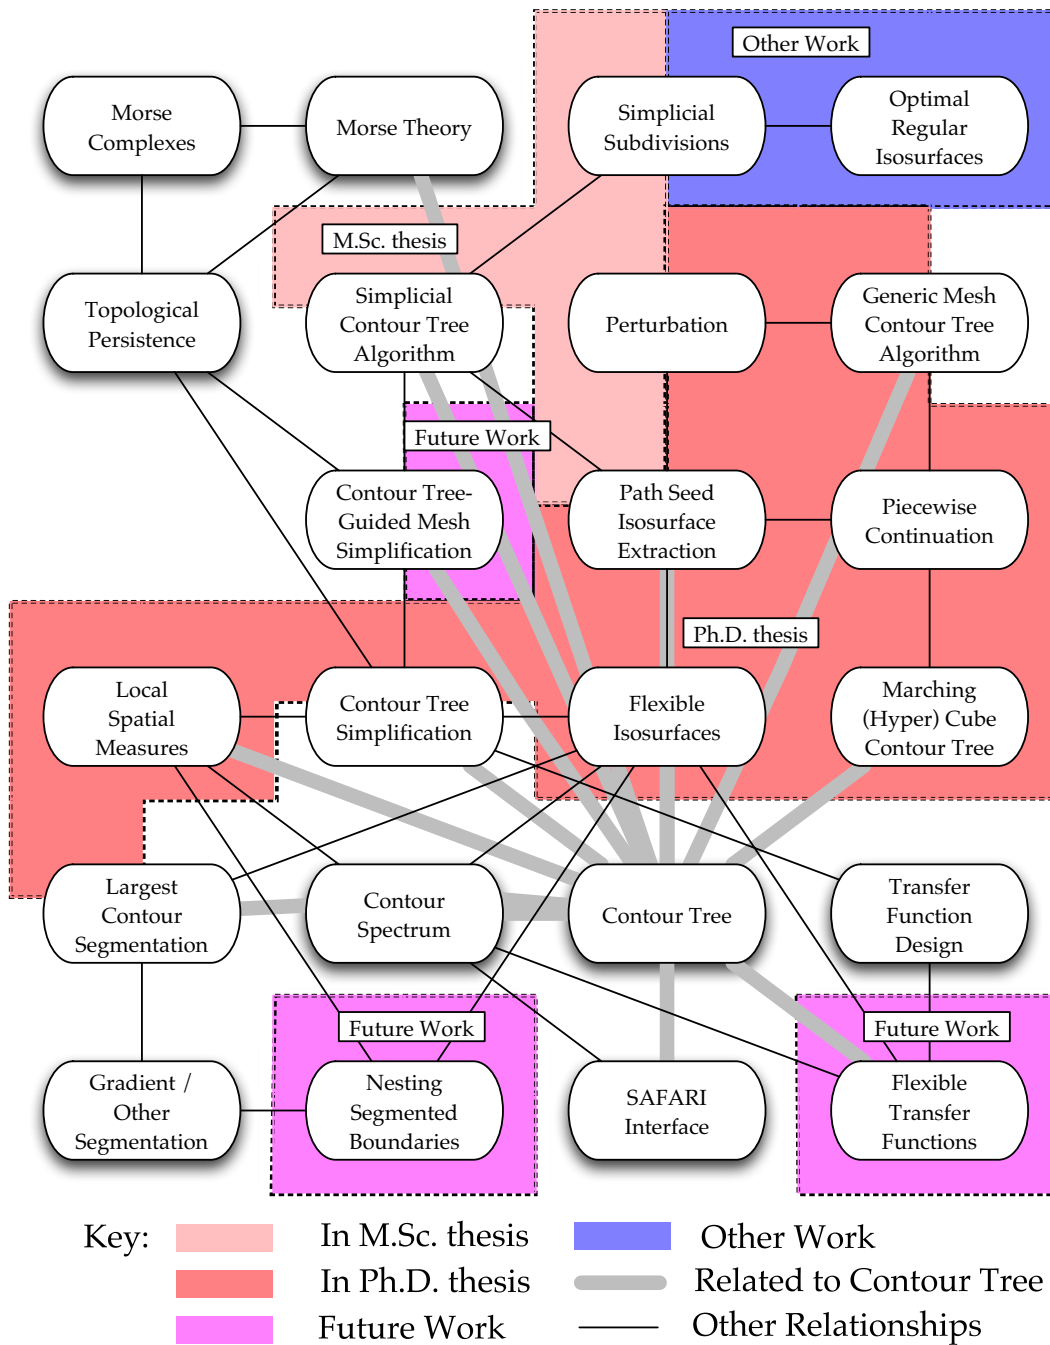 Other Work
Morse
Complexes
Morse Theory
Simplicial
Subdivisions
Optimal
Regular
Isosurfaces
M.Sc. thesis
Topological
Persistence
Simplicial
Contour Tree
Algorithm
Perturbation
Generic Mesh
Contour Tree
Algorithm
Future Work
Contour Tree-
Guided Mesh
Simplification
Path Seed
Isosurface
Extraction
Piecewise
Continuation
Ph.D. thesis
Local
Spatial
Measures
Contour Tree
Simplification
Flexible
Isosurfaces
Marching
(Hyper) Cube
Contour Tree
Largest
Contour
Segmentation
Contour
Spectrum
Contour Tree
Transfer
Function
Design
Future Work
Future Work
Gradient /
Other
Segmentation
Nesting
Segmented
Boundaries
SAFARI
Interface
Flexible
Transfer
Functions
Key:
In M.Sc. thesis
Other Work
In Ph.D. thesis
Related to Contour Tree
Future Work
Other Relationships